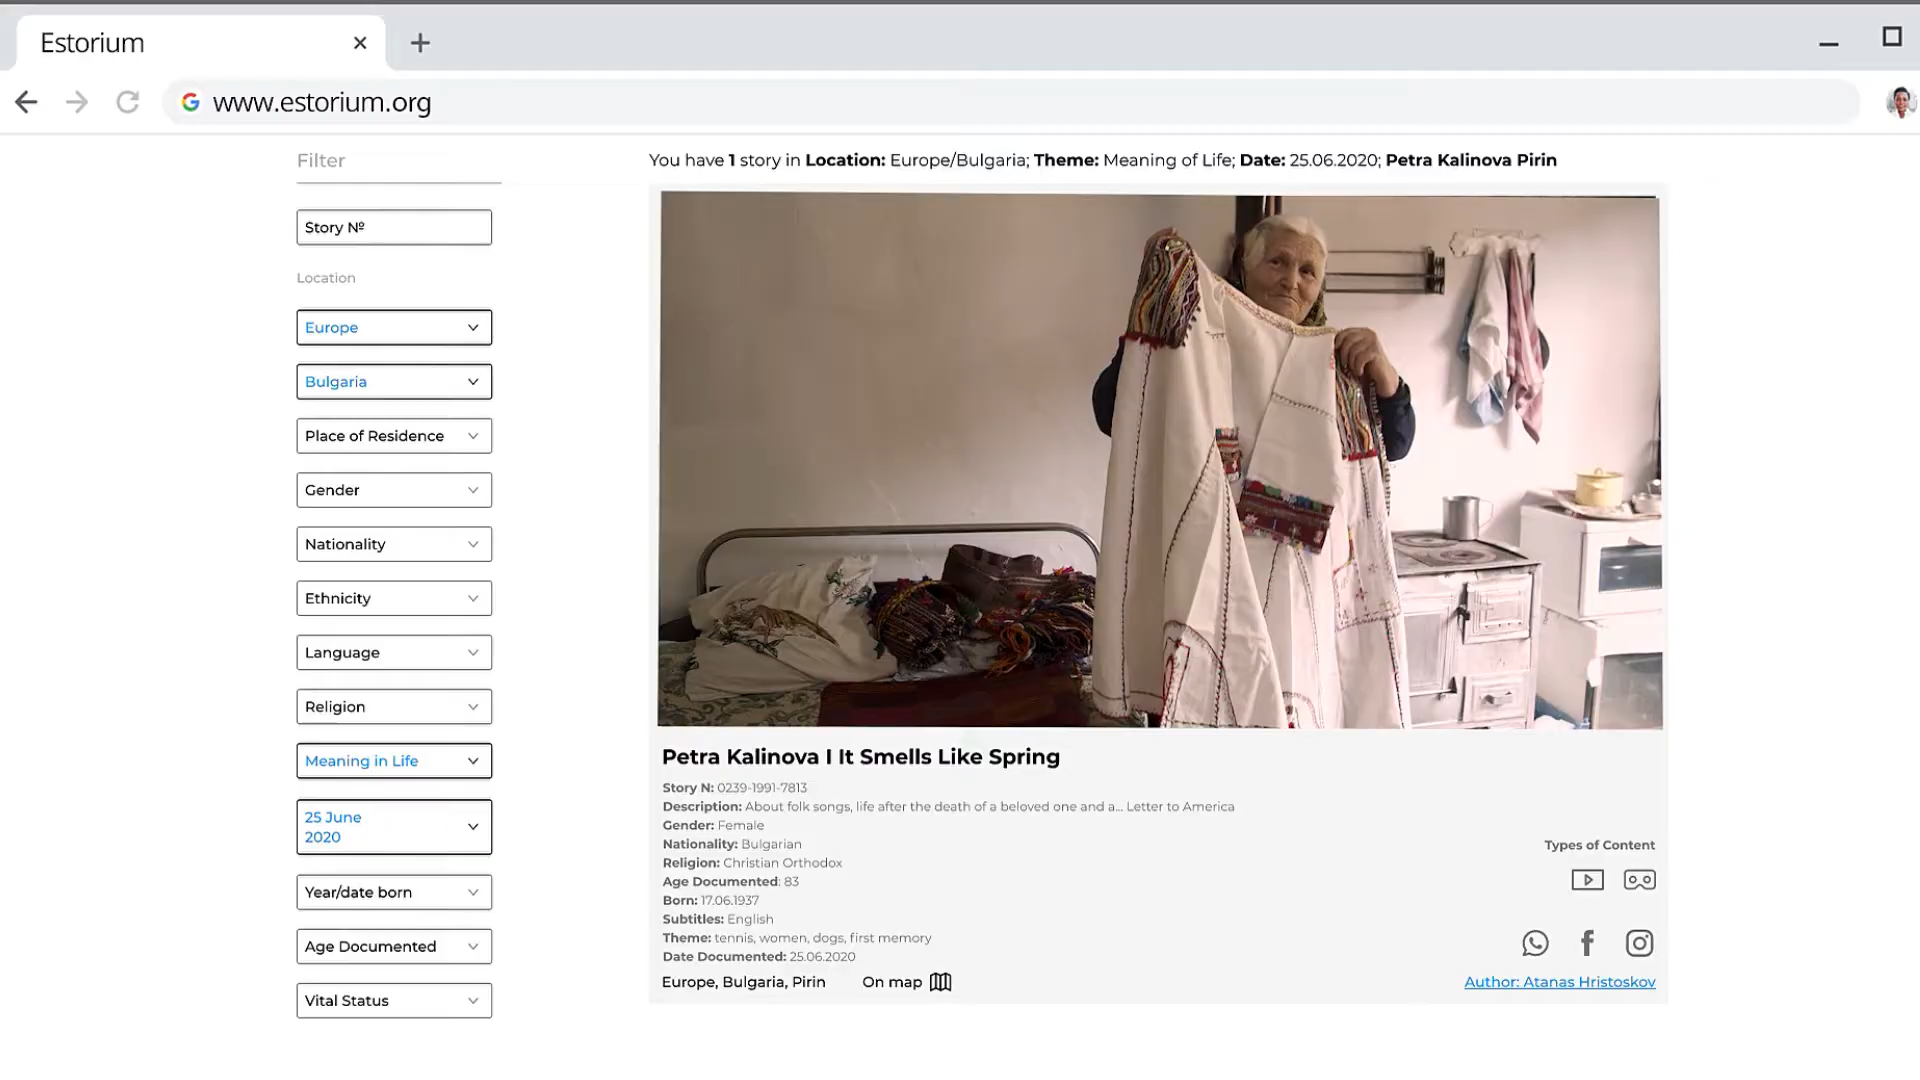 Estorium
www.estorium.org
Filter
Story Nº
Location
Europe
Bulgaria
Place of Residence
Gender
Nationality
Ethnicity
Language
Religion
Meaning in Life
25 June
2020
Year/date born
Age Documented
Vital Status
You have 1 story in Location: Europe/Bulgaria; Theme: Meaning of Life; Date: 25.06.2020; Petra Kalinova Pirin
Petra Kalinova I It Smells Like Spring
Story N: 0239-1991-7813
Description: About folk songs, life after the death of a beloved one and a... Letter to America
Gender: Female
Nationality: Bulgarian
Religion: Christian Orthodox
Age Documented: 83
Born: 17.06.1937
Subtitles: English
Theme: tennis, women, dogs, first memory
Date Documented: 25.06.2020
Europe, Bulgaria, Pirin
On map
Types of Content
Author: Atanas Hristoskov